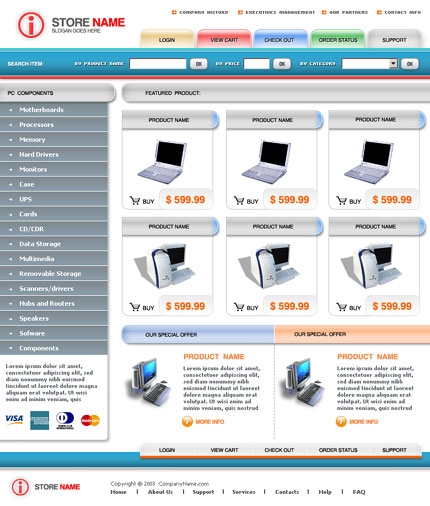 COMPANY HISTORY EXECUTIVES MANAGEMENT OUR PARTNERS CONTACT INFO
STORE NAME
SLOGAN GOES HERE
LOGIN VIEW CART CHECK OUT ORDER STATUS SUPPORT
SEARCH ITEM: BY PRODUCT NAME OK BY PRICE OK BY CATEGORY OK
PC COMPONENTS
Motherboards
Processors
Memory
Hard Drivers
Monitors
Case
UPS
Cards
CD/CDR
Data Storage
Multimedia
Removable Storage
Scanners/drivers
Hubs and Routers
Speakers
Sofware
Components
Lorem ipsum dolor sit amet,
consectetuer adipiscing elit,
sed diam nonummy nibh
euismod tincidunt ut
laoreet dolore magna
aliquam erat volutpat.
Ut wisi enim ad minim
veniam, quis nostrud
VISA
AMERICAN EXPRESS
MasterCard
FEATURED PRODUCT:
PRODUCT NAME PRODUCT NAME PRODUCT NAME
BUY $ 599.99 BUY $ 599.99 BUY $ 599.99
PRODUCT NAME PRODUCT NAME PRODUCT NAME
BUY $ 599.99 BUY $ 599.99 BUY $ 599.99
OUR SPECIAL OFFER
PRODUCT NAME
Lorem ipsum dolor sit
amet, consectetuer
adipiscing elit, sed diam
nonummy nibh euismod
tincidunt ut laoreet dolore
magna aliquam erat
volutpat. Ut wisi enim ad
minim veniam, quis nostrud
MORE INFO
OUR SPECIAL OFFER
PRODUCT NAME
Lorem ipsum dolor sit
amet, consectetuer
adipiscing elit, sed diam
nonummy nibh euismod
tincidunt ut laoreet dolore
magna aliquam erat
volutpat. Ut wisi enim ad
minim veniam, quis nostrud
MORE INFO
LOGIN VIEW CART CHECK OUT ORDER STATUS SUPPORT
STORE NAME
Copyright @ 2003 CompanyName.com
Home | About Us | Support | Services | Contacts | Help | FAQ